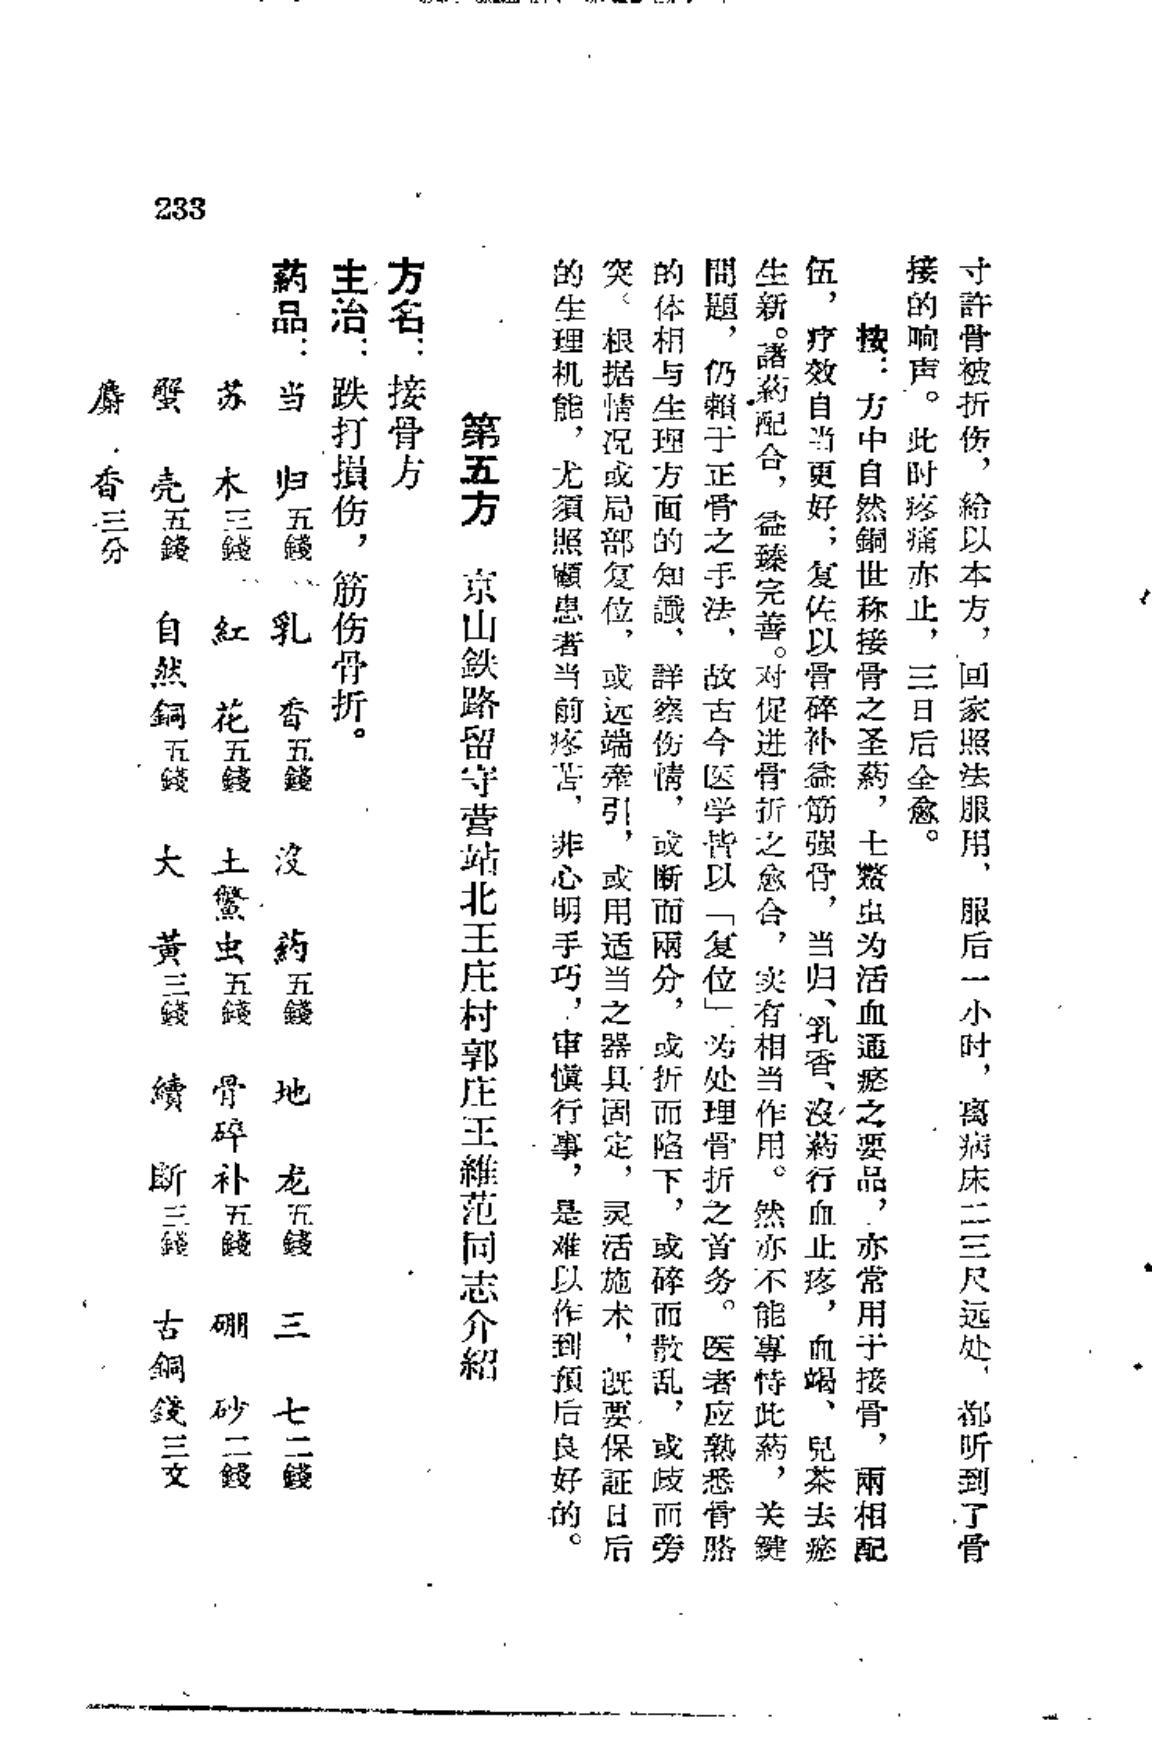 寸許骨被折伤，給以本方，回家照法服用，服后一小时，离病床二三尺远处，都听到了骨
接的响声。此时疼痛亦止，三日后全愈。
按：方中自然銅世称接骨之圣葯，七虫为活血通瘀之要品，亦常用于接骨，兩相配
伍，疗效自当更好；复佐以骨碎补益筋强骨，当归、乳香、沒葯行血止疼，血竭、兒茶去瘀
生新。諸葯配合，益臻完善。对促进骨折之愈合，实有相当作用。然亦不能專恃此葯，关鍵
問題，仍賴于正骨之手法，故古今医学皆以「复位」为处理骨折之首务。医者应熟悉骨骼
的体相与生理方面的知識，詳察伤情，或断而兩分，或折而陷下，或碎而散乱，或歧而旁
突，根据情况或局部复位，或远端牽引，或用适当之器具固定，灵活施术，既要保証日后
的生理机能，尤須照顧患者当前疼苦，非心明手巧，审慎行事，是难以作到預后良好的。
第五方　京山鉄路留守营站北王庄村郭庄王維范同志介紹
方名：接骨方
主治：跌打損伤，筋伤骨折。
葯品：当归五錢　乳香五錢　沒葯五錢　地龙五錢　三七二錢
苏木三錢　紅花五錢　土鱉虫五錢　骨碎补五錢　硼砂二錢
蟹壳五錢　自然銅五錢　大黃三錢　續断三錢　古銅錢三文
麝香三分
233